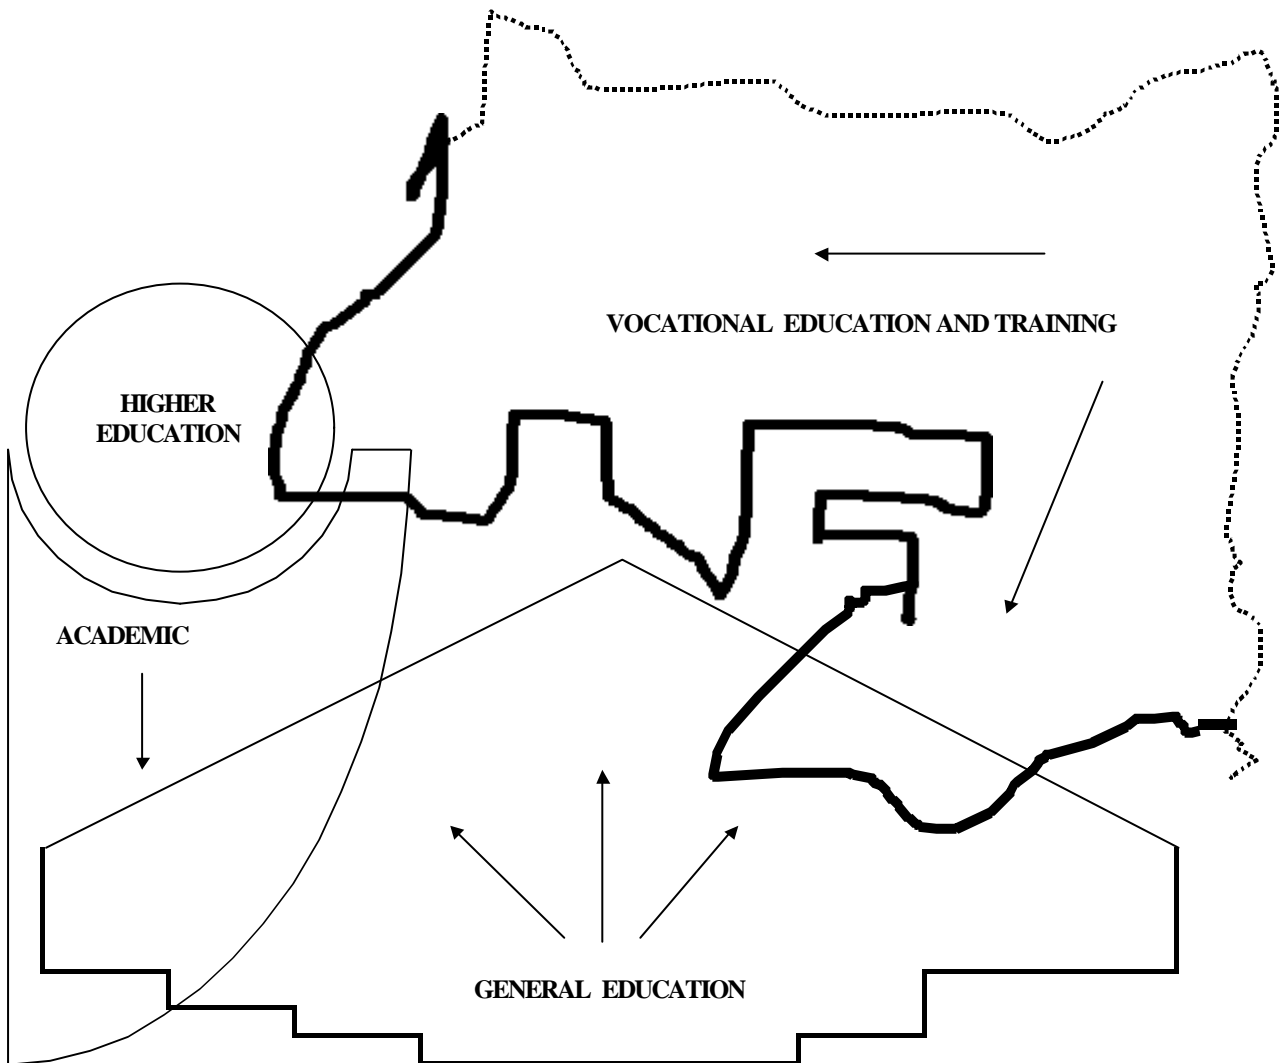 VOCATIONAL EDUCATION AND TRAINING
HIGHER
EDUCATION
ACADEMIC
GENERAL EDUCATION